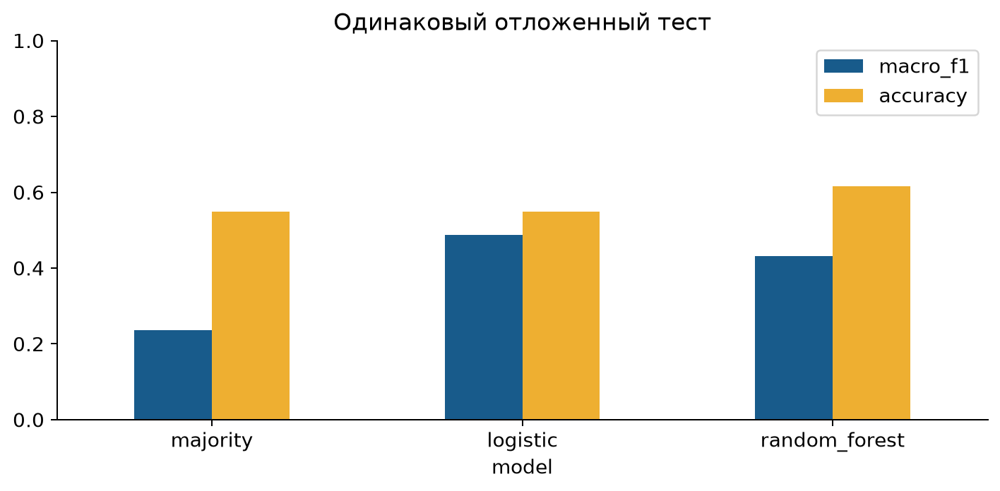 Одинаковый отложенный тест
macro_f1
accuracy
1.0
0.8
0.6
0.4
0.2
0.0
majority
logistic
random_forest
model